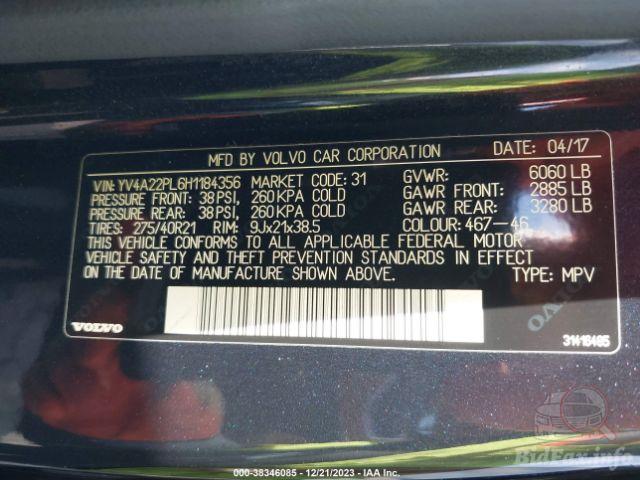 MFD BY VOLVO CAR CORPORATION DATE: 04/17
VIN: YV4A22PL6H1184356 MARKET CODE: 31 GVWR: 6060 LB
PRESSURE FRONT: 38 PSI, 260 KPA COLD GAWR FRONT: 2885 LB
PRESSURE REAR: 38 PSI, 260 KPA COLD GAWR REAR: 3280 LB
TIRES: 275/40R21 RIM: 9Jx21x38.5 COLOUR: 467-46
THIS VEHICLE CONFORMS TO ALL APPLICABLE FEDERAL MOTOR
VEHICLE SAFETY AND THEFT PREVENTION STANDARDS IN EFFECT
ON THE DATE OF MANUFACTURE SHOWN ABOVE. TYPE: MPV
VOLVO 31416405
BidFax.info
000-38346085 - 12/21/2023 - IAA Inc.